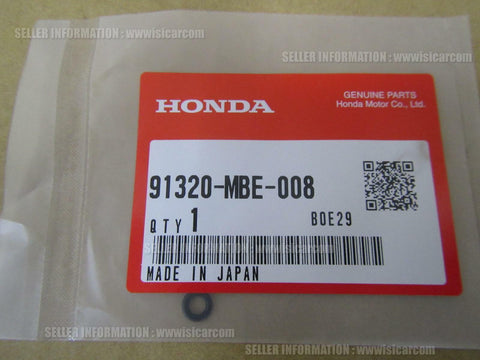 SELLER INFORMATION : wwwisicarcom
SELLER INFORMATION : wwwisicarcom
HONDA
GENUINE PARTS
Honda Motor Co., Ltd.
91320-MBE-008
QTY 1
B0E29
MADE IN JAPAN
SELLER INFORMATION : wwwisicarcom
SELLER INFORMATION : wwwisicarcom